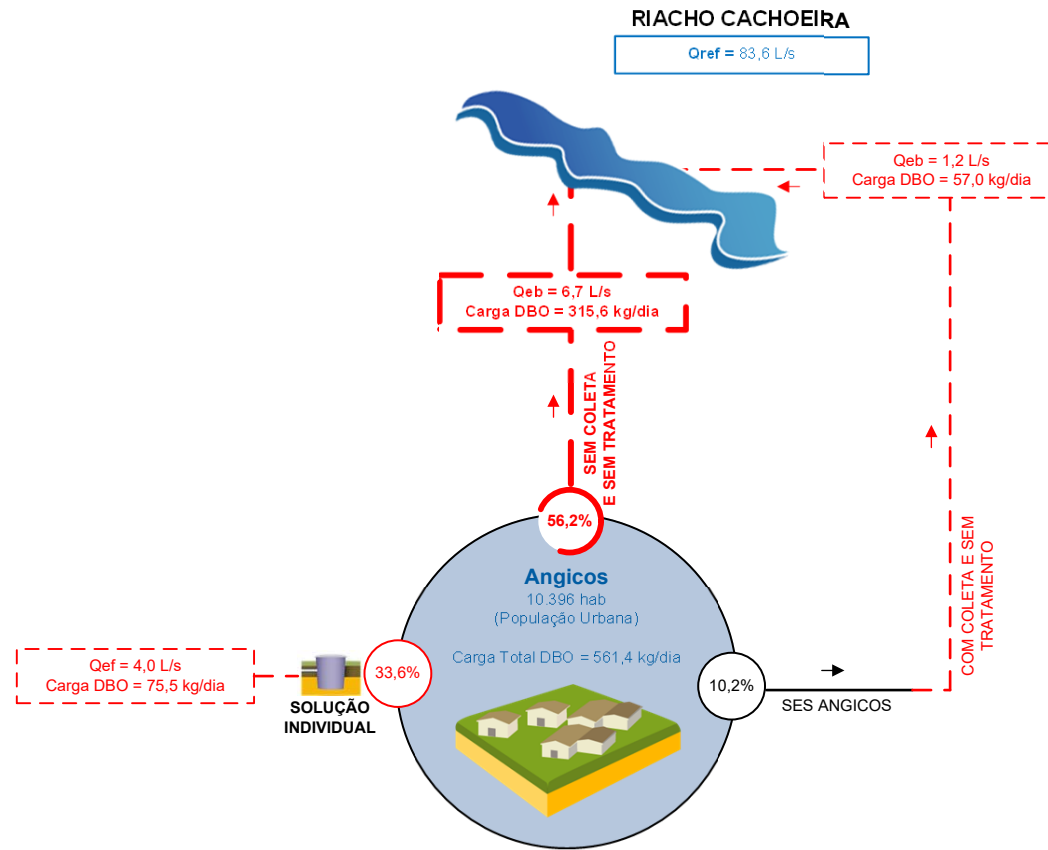 RIACHO CACHOEIRA
Qref = 83,6 L/s
Qeb = 1,2 L/s
Carga DBO = 57,0 kg/dia
Qeb = 6,7 L/s
Carga DBO = 315,6 kg/dia
SEM COLETA
E SEM TRATAMENTO
COM COLETA E SEM
TRATAMENTO
56,2%
Angicos
10.396 hab
(População Urbana)
Carga Total DBO = 561,4 kg/dia
Qef = 4,0 L/s
Carga DBO = 75,5 kg/dia
33,6%
SOLUÇÃO
INDIVIDUAL
10,2%
SES ANGICOS